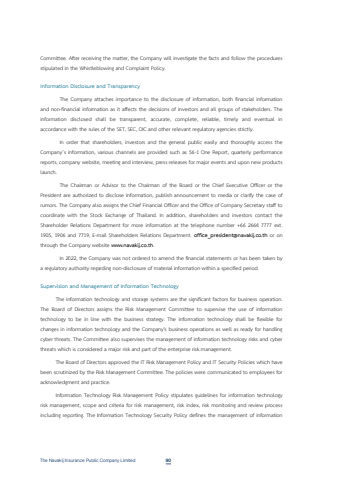 Committee. After receiving the matter, the Company will investigate the facts and follow the procedures
stipulated in the Whistleblowing and Complaint Policy.
Information Disclosure and Transparency
The Company attaches importance to the disclosure of information, both financial information
and non-financial information as it affects the decisions of investors and all groups of stakeholders. The
information disclosed shall be transparent, accurate, complete, reliable, timely and eventual in
accordance with the rules of the SET, SEC, OIC and other relevant regulatory agencies strictly.
In order that shareholders, investors and the general public easily and thoroughly access the
Company's information, various channels are provided such as 56-1 One Report, quarterly performance
reports, company website, meeting and interview, press releases for major events and upon new products
launch.
The Chairman or Advisor to the Chairman of the Board or the Chief Executive Officer or the
President are authorized to disclose information, publish announcement to media or clarify the case of
rumors. The Company also assigns the Chief Financial Officer and the Office of Company Secretary staff to
coordinate with the Stock Exchange of Thailand. In addition, shareholders and investors contact the
Shareholder Relations Department for more information at the telephone number +66 2664 7777 ext.
1905, 1906 and 7719, E-mail Shareholders Relations Department: office_president@navakij.co.th or on
through the Company website www.navakij.co.th.
In 2022, the Company was not ordered to amend the financial statements or has been taken by
a regulatory authority regarding non-disclosure of material information within a specified period.
Supervision and Management of Information Technology
The information technology and storage systems are the significant factors for business operation.
The Board of Directors assigns the Risk Management Committee to supervise the use of information
technology to be in line with the business strategy. The information technology shall be flexible for
changes in information technology and the Company's business operations as well as ready for handling
cyber threats. The Committee also supervises the management of information technology risks and cyber
threats which is considered a major risk and part of the enterprise risk management.
The Board of Directors approved the IT Risk Management Policy and IT Security Policies which have
been scrutinized by the Risk Management Committee. The policies were communicated to employees for
acknowledgment and practice.
Information Technology Risk Management Policy stipulates guidelines for information technology
risk management, scope and criteria for risk management, risk index, risk monitoring and review process
including reporting. The Information Technology Security Policy defines the management of information
The Navakij Insurance Public Company Limited